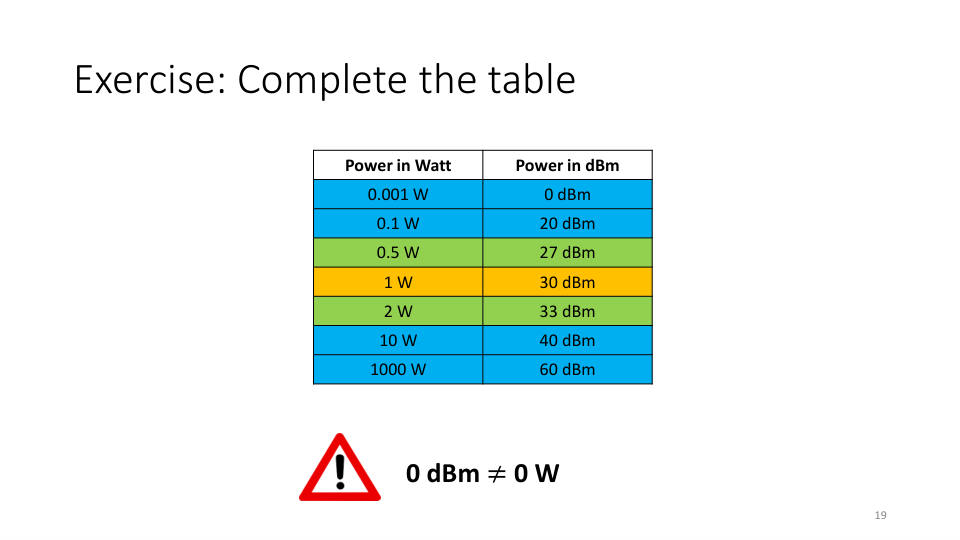 Exercise: Complete the table
Power in Watt Power in dBm
0.001 W 0 dBm
0.1 W 20 dBm
0.5 W 27 dBm
1 W 30 dBm
2 W 33 dBm
10 W 40 dBm
1000 W 60 dBm
0 dBm ≠ 0 W
19